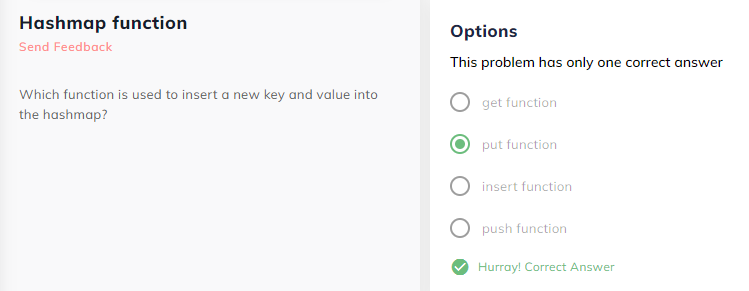 Hashmap function
Send Feedback
Which function is used to insert a new key and value into
the hashmap?
Options
This problem has only one correct answer
get function
put function
insert function
push function
Hurray! Correct Answer